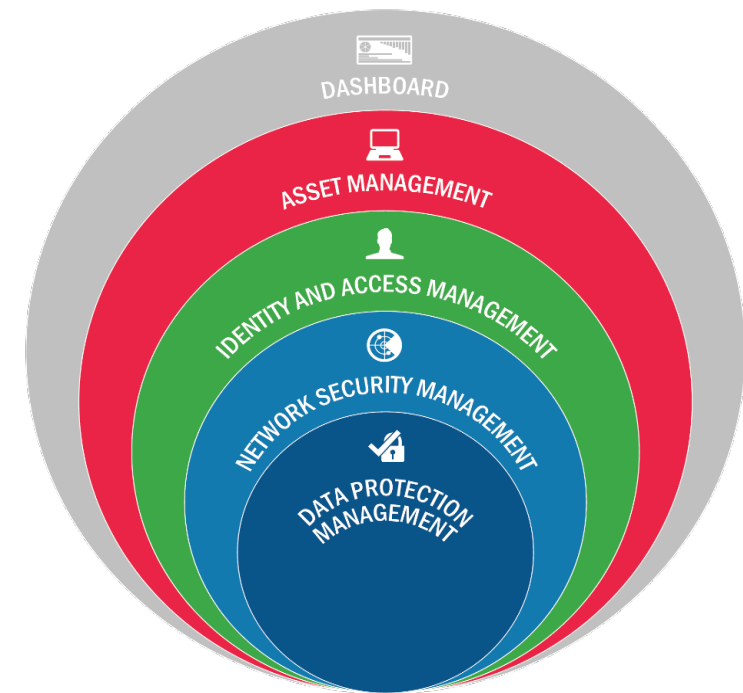 DASHBOARD
ASSET MANAGEMENT
IDENTITY AND ACCESS MANAGEMENT
NETWORK SECURITY MANAGEMENT
DATA PROTECTION
MANAGEMENT